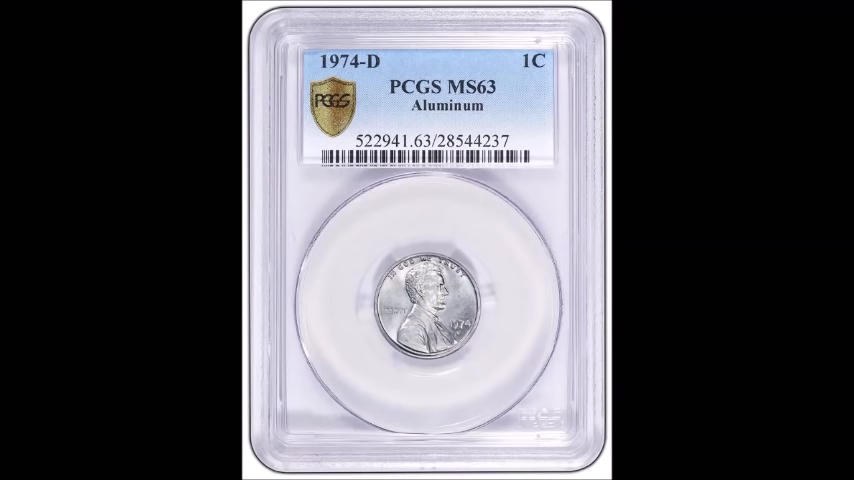 1974-D 1C
PCGS MS63
Aluminum
PCGS
522941.63/28544237
IN GOD WE TRUST
LIBERTY
1974
D